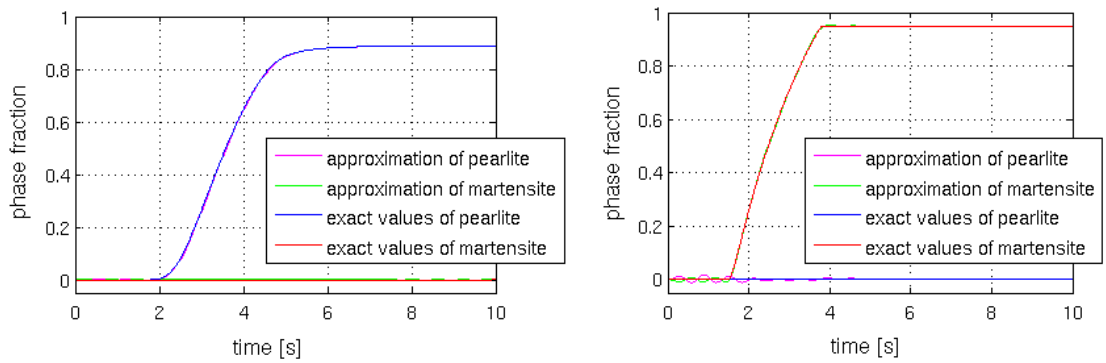 1
0.8
0.6
0.4
0.2
0
phase fraction
approximation of pearlite
approximation of martensite
exact values of pearlite
exact values of martensite
0 2 4 6 8 10
time [s]
1
0.8
0.6
0.4
0.2
0
phase fraction
approximation of pearlite
approximation of martensite
exact values of pearlite
exact values of martensite
0 2 4 6 8 10
time [s]